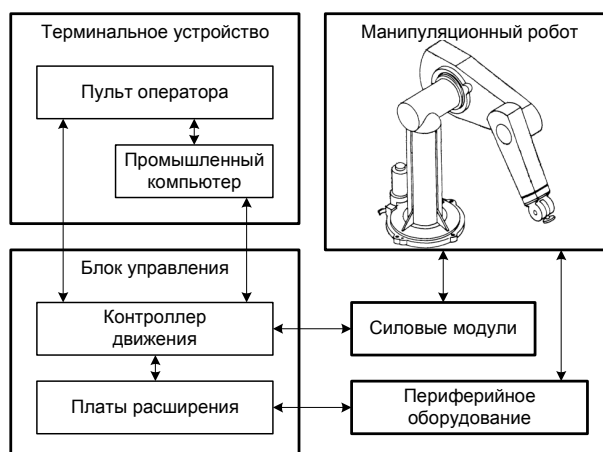 Терминальное устройство
Пульт оператора
Промышленный
компьютер
Манипуляционный робот
Блок управления
Контроллер
движения
Платы расширения
Силовые модули
Периферийное
оборудование